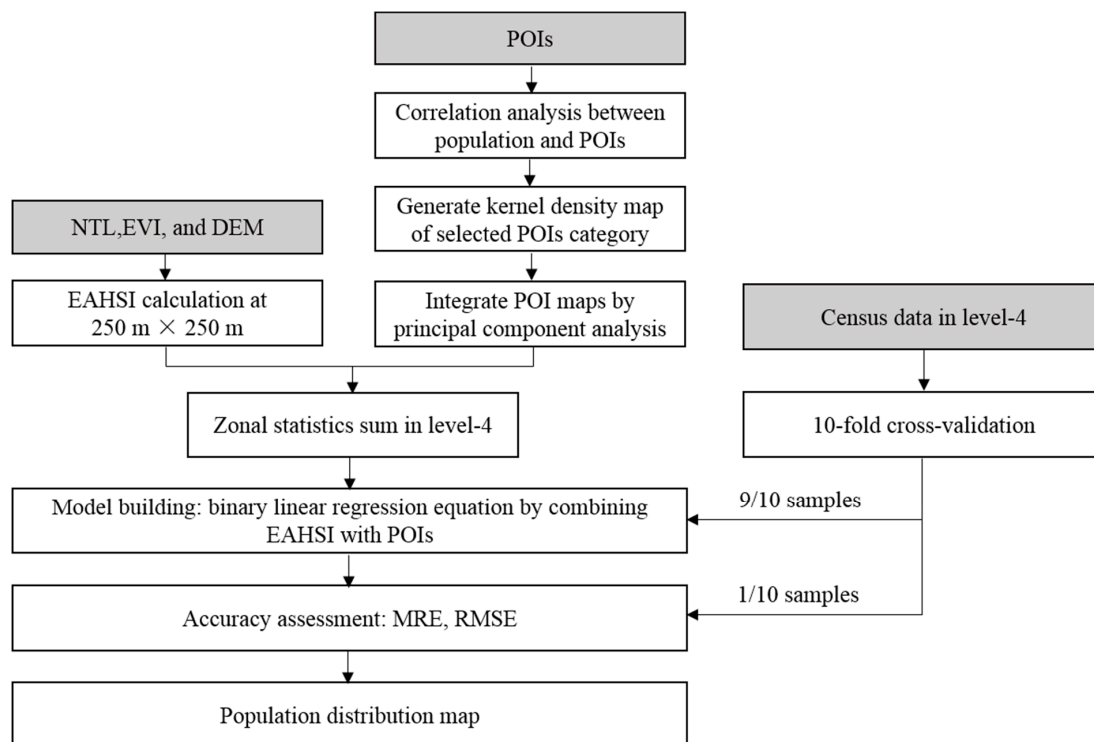 POIs
Correlation analysis between
population and POIs
Generate kernel density map
of selected POIs category
NTL,EVI, and DEM
EAHSI calculation at
250 m × 250 m
Integrate POI maps by
principal component analysis
Census data in level-4
Zonal statistics sum in level-4
10-fold cross-validation
Model building: binary linear regression equation by combining
EAHSI with POIs
9/10 samples
Accuracy assessment: MRE, RMSE
1/10 samples
Population distribution map